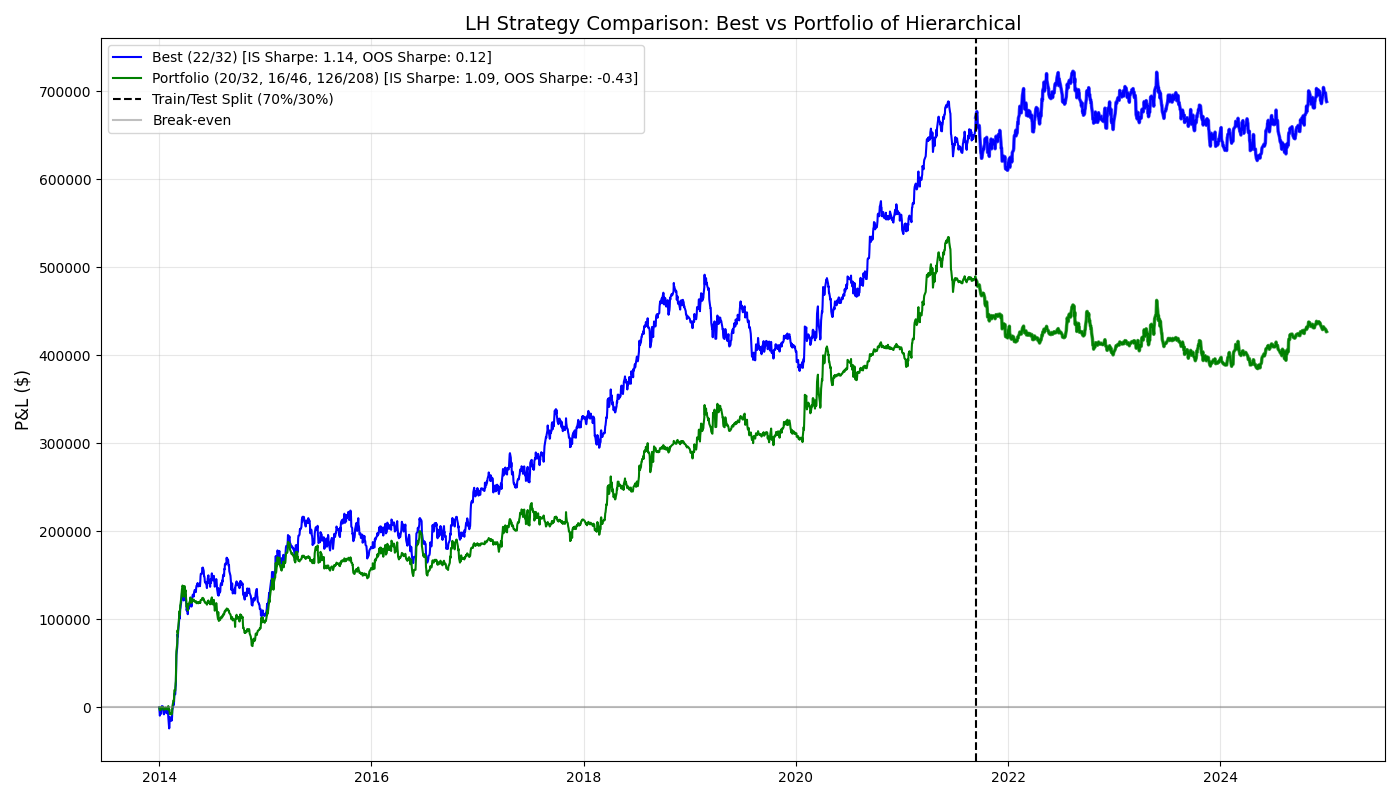 LH Strategy Comparison: Best vs Portfolio of Hierarchical
Best (22/32) [IS Sharpe: 1.14, OOS Sharpe: 0.12]
Portfolio (20/32, 16/46, 126/208) [IS Sharpe: 1.09, OOS Sharpe: -0.43]
Train/Test Split (70%/30%)
Break-even
P&L ($)
700000
600000
500000
400000
300000
200000
100000
0
2014
2016
2018
2020
2022
2024